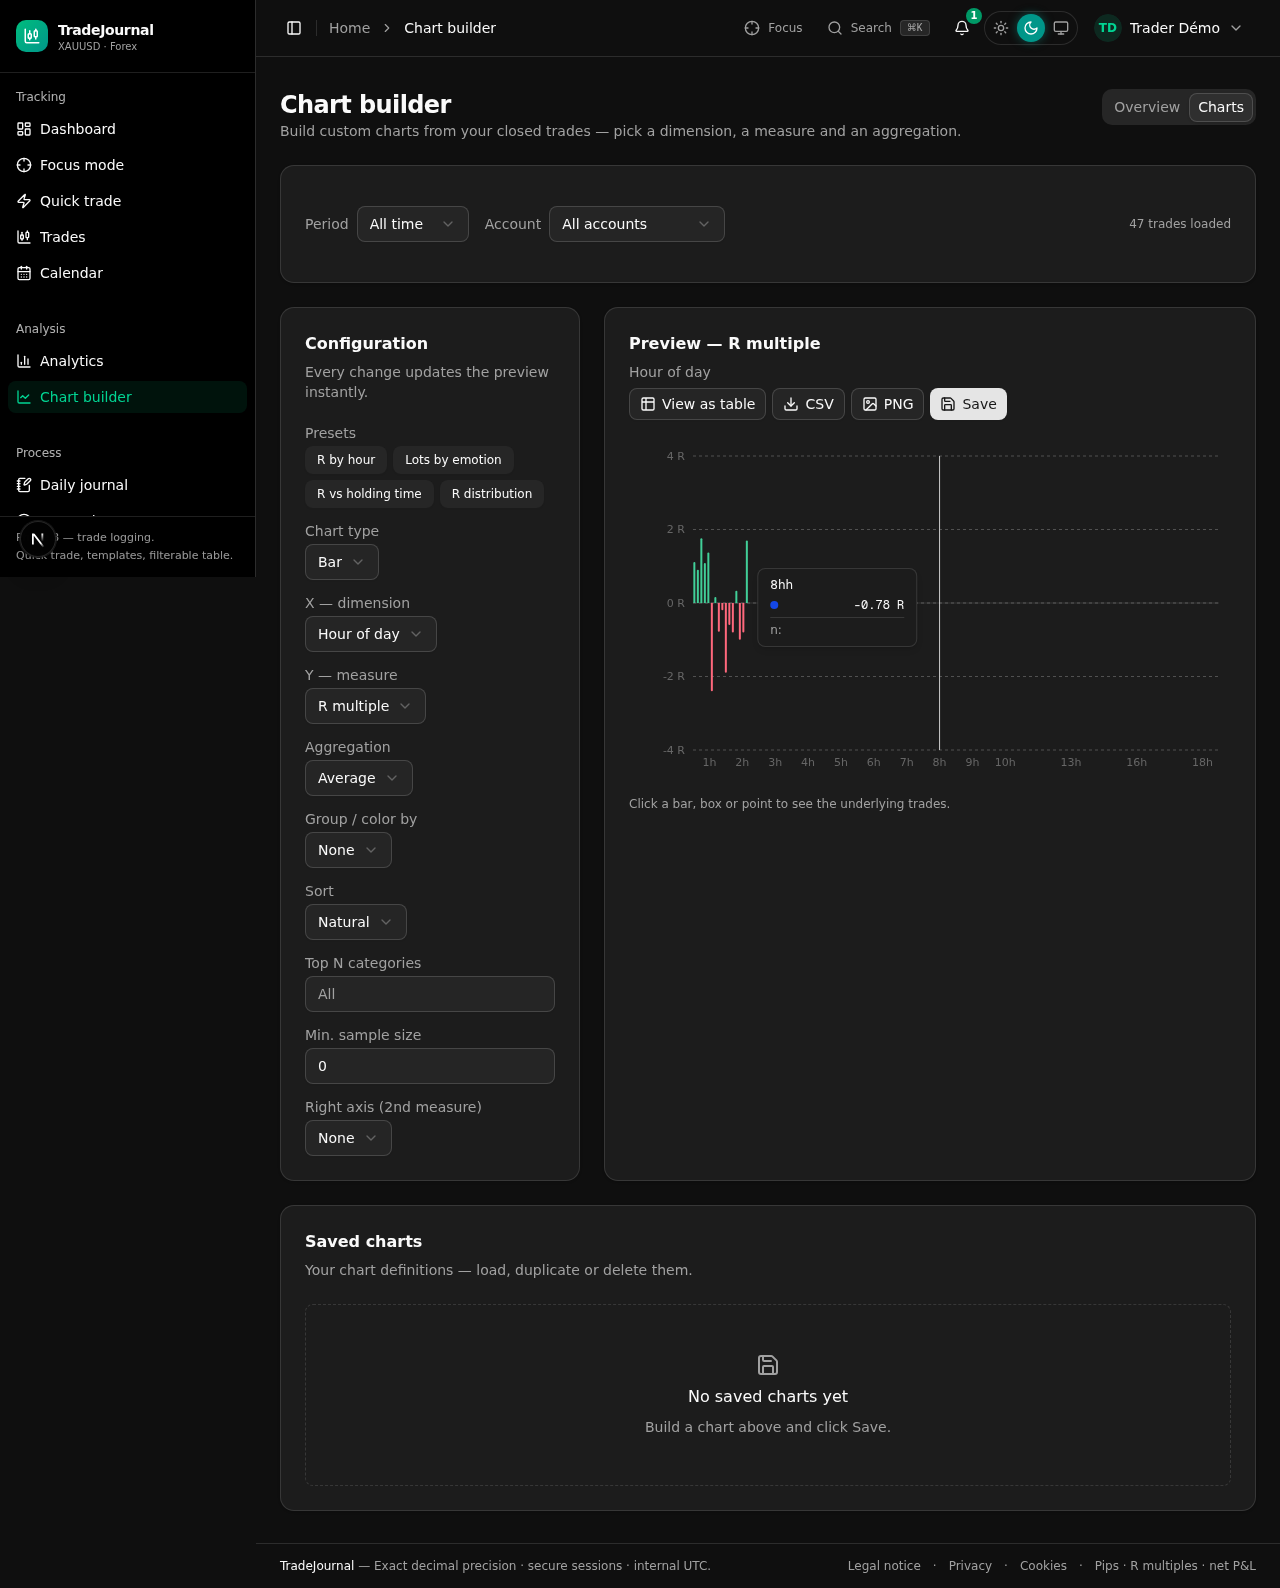 TradeJournal
XAUUSD · Forex
Home
Chart builder
Focus
Search
⌘K
1
TD
Trader Démo
Tracking
Dashboard
Focus mode
Quick trade
Trades
Calendar
Analysis
Analytics
Chart builder
Process
Daily journal
— trade logging.
Quick trade, templates, filterable table.
Chart builder
Build custom charts from your closed trades — pick a dimension, a measure and an aggregation.
Overview
Charts
Period
All time
Account
All accounts
47 trades loaded
Configuration
Every change updates the preview
instantly.
Presets
R by hour
Lots by emotion
R vs holding time
R distribution
Chart type
Bar
X — dimension
Hour of day
Y — measure
R multiple
Aggregation
Average
Group / color by
None
Sort
Natural
Top N categories
All
Min. sample size
0
Right axis (2nd measure)
None
Preview — R multiple
Hour of day
View as table
CSV
PNG
Save
4 R
2 R
0 R
-2 R
-4 R
8hh
-0.78 R
n:
1h 2h 3h 4h 5h 6h 7h 8h 9h 10h 13h 16h 18h
Click a bar, box or point to see the underlying trades.
Saved charts
Your chart definitions — load, duplicate or delete them.
No saved charts yet
Build a chart above and click Save.
TradeJournal — Exact decimal precision · secure sessions · internal UTC.
Legal notice · Privacy · Cookies · Pips · R multiples · net P&L